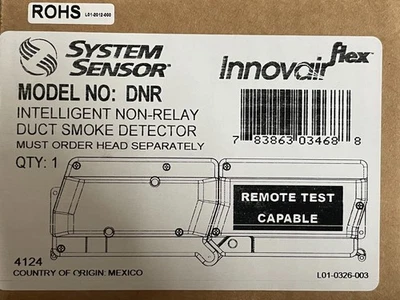 ROHS L01-2012-000
SYSTEM
SENSOR
Innovairflex™
MODEL NO: DNR
INTELLIGENT NON-RELAY
DUCT SMOKE DETECTOR
MUST ORDER HEAD SEPARATELY
QTY: 1
7 83863 03468 8
REMOTE TEST
CAPABLE
4124
COUNTRY OF ORIGIN: MEXICO
L01-0326-003